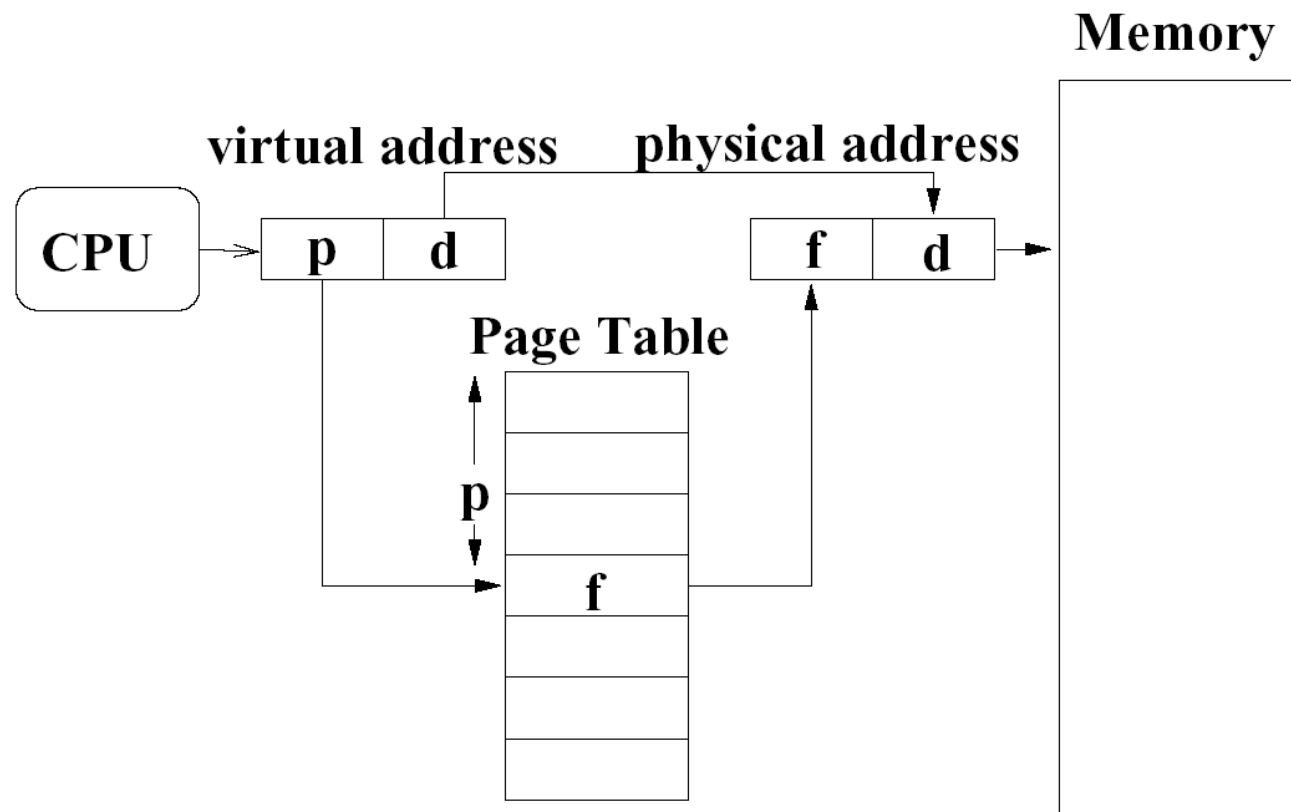 Memory
virtual address
physical address
CPU
p
d
f
d
Page Table
p
f